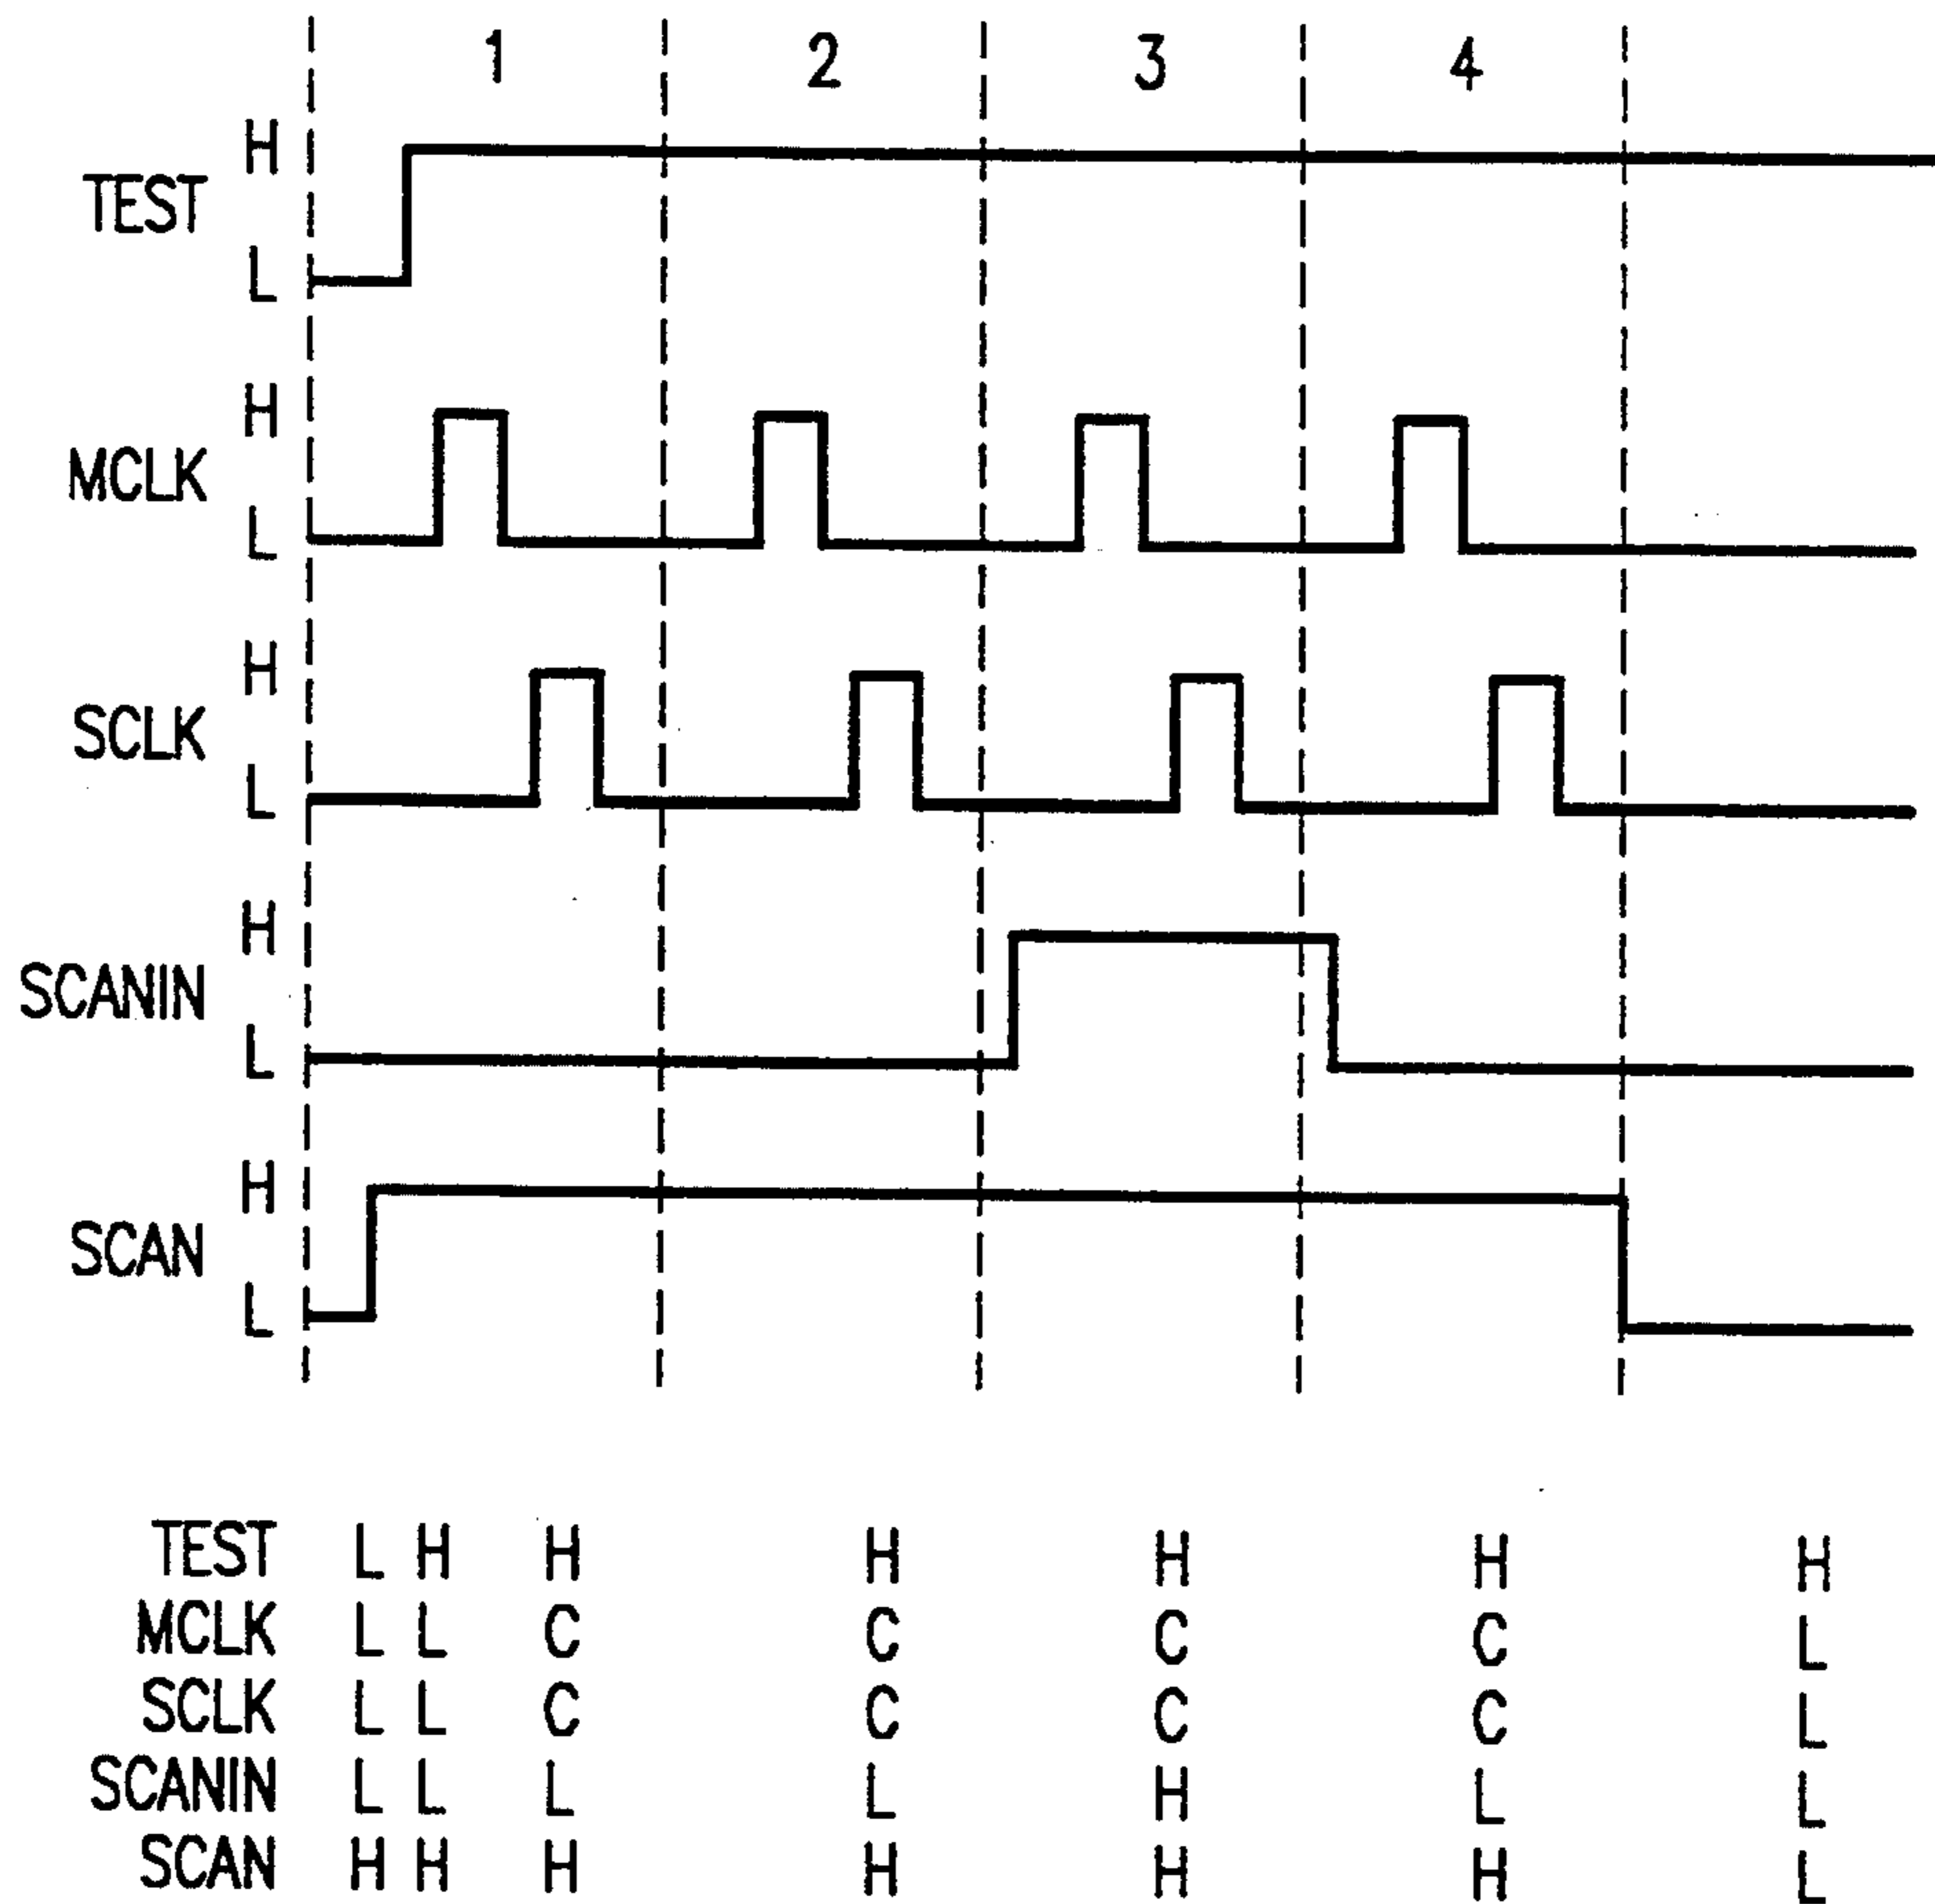 1 2 3 4
H
TEST
L
H
MCLK
L
H
SCLK
L
H
SCANIN
L
H
SCAN
L
TEST L H H H H H H
MCLK L L C C C C L
SCLK L L C C C C L
SCANIN L L L L H L L
SCAN H H H H H H L